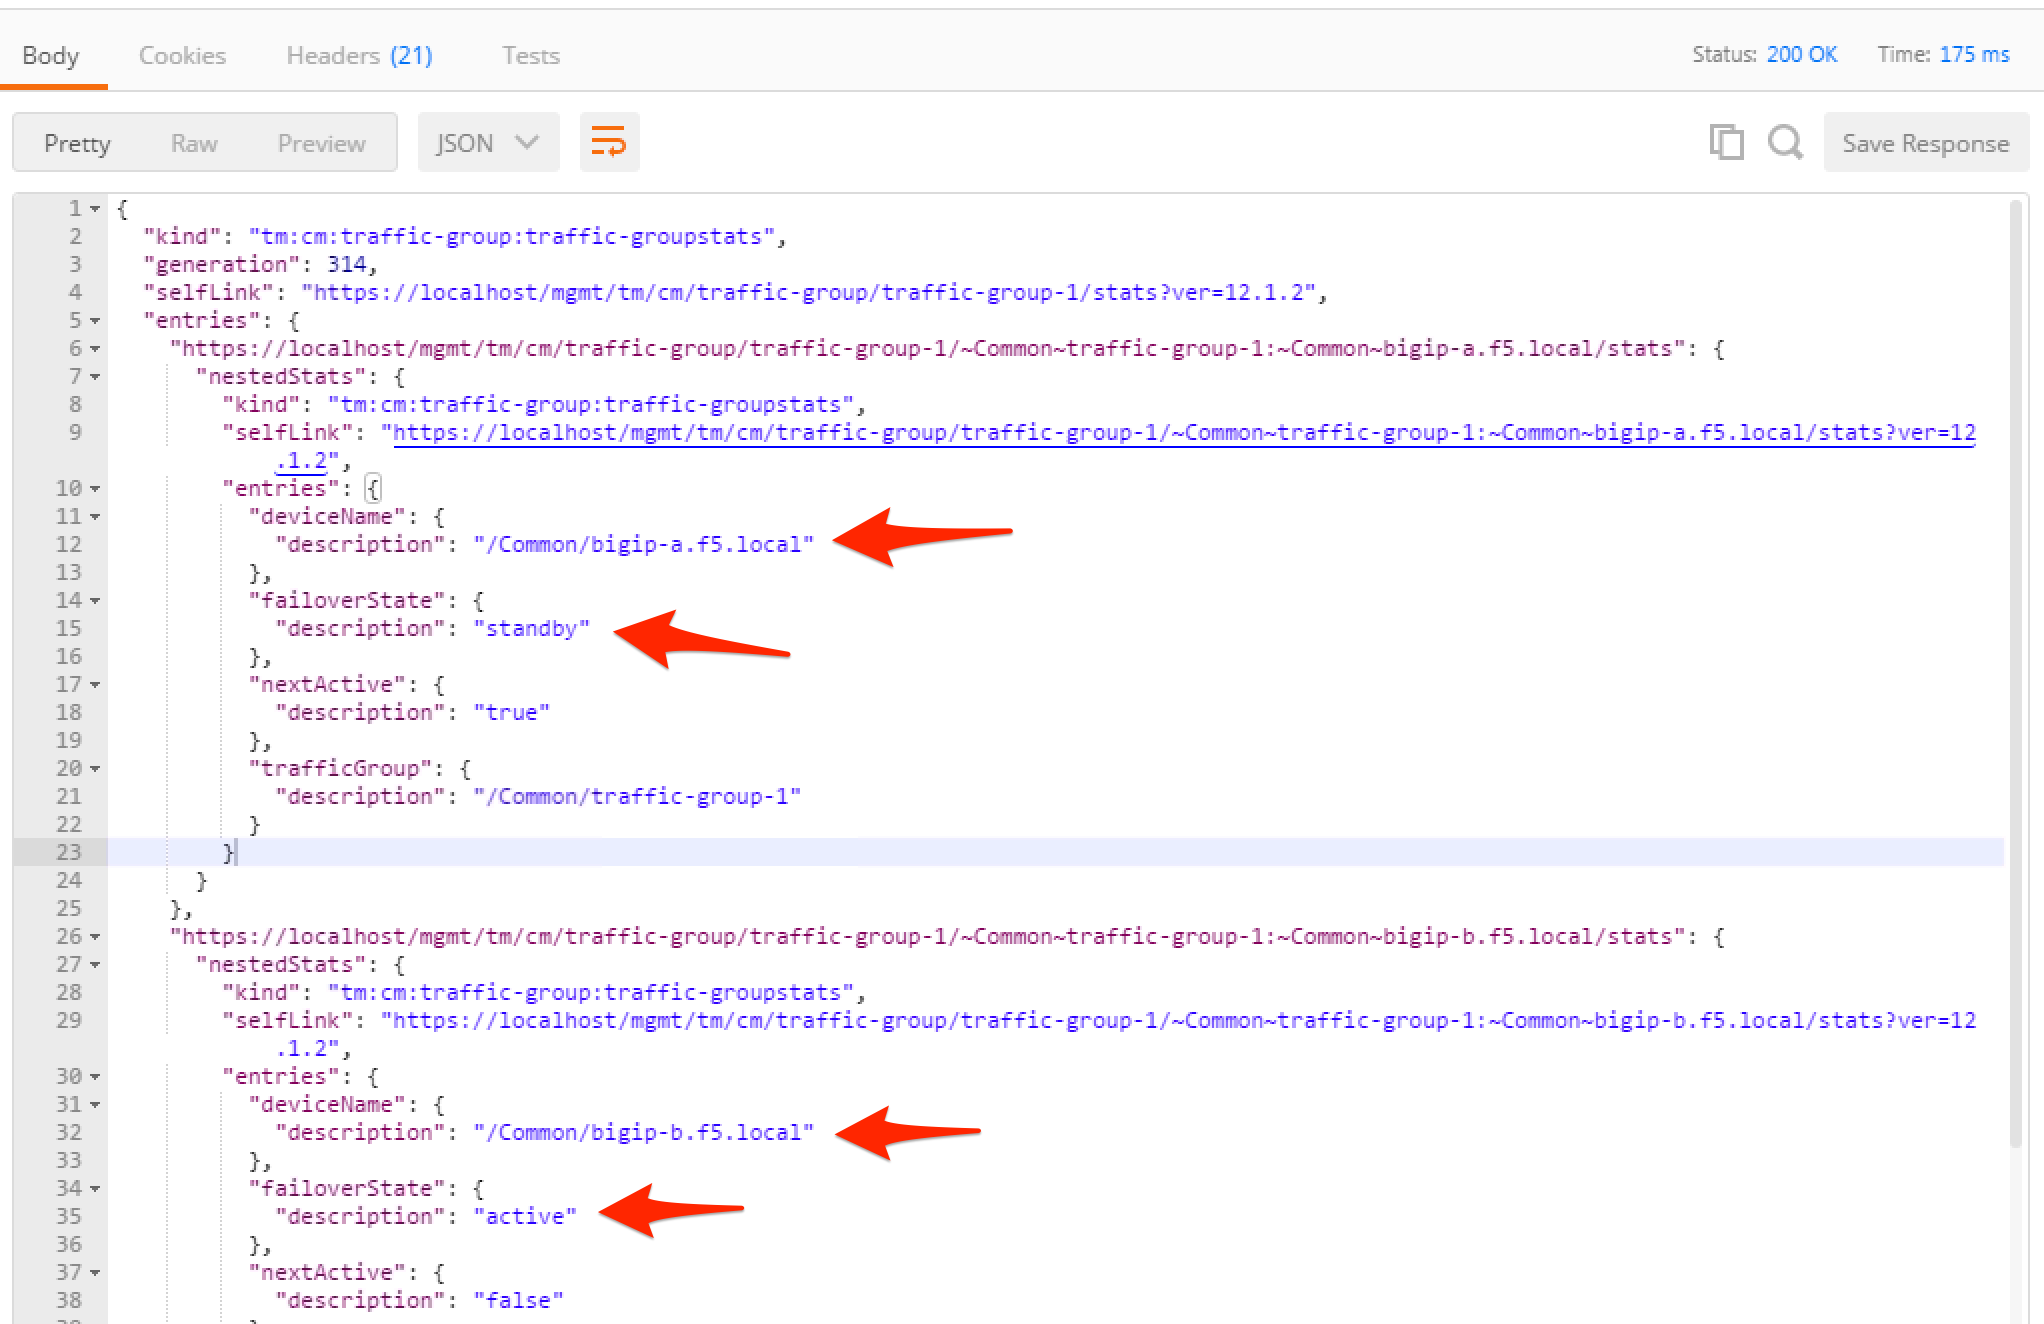 Body Cookies Headers (21) Tests Status: 200 OK Time: 175 ms
Pretty Raw Preview JSON Save Response
1 {
2 "kind": "tm:cm:traffic-group:traffic-groupstats",
3 "generation": 314,
4 "selfLink": "https://localhost/mgmt/tm/cm/traffic-group/traffic-group-1/stats?ver=12.1.2",
5 "entries": {
6 "https://localhost/mgmt/tm/cm/traffic-group/traffic-group-1/~Common~traffic-group-1:~Common~bigip-a.f5.local/stats": {
7 "nestedStats": {
8 "kind": "tm:cm:traffic-group:traffic-groupstats",
9 "selfLink": "https://localhost/mgmt/tm/cm/traffic-group/traffic-group-1/~Common~traffic-group-1:~Common~bigip-a.f5.local/stats?ver=12
.1.2",
10 "entries": {
11 "deviceName": {
12 "description": "/Common/bigip-a.f5.local"
13 },
14 "failoverState": {
15 "description": "standby"
16 },
17 "nextActive": {
18 "description": "true"
19 },
20 "trafficGroup": {
21 "description": "/Common/traffic-group-1"
22 }
23 }
24 }
25 },
26 "https://localhost/mgmt/tm/cm/traffic-group/traffic-group-1/~Common~traffic-group-1:~Common~bigip-b.f5.local/stats": {
27 "nestedStats": {
28 "kind": "tm:cm:traffic-group:traffic-groupstats",
29 "selfLink": "https://localhost/mgmt/tm/cm/traffic-group/traffic-group-1/~Common~traffic-group-1:~Common~bigip-b.f5.local/stats?ver=12
.1.2",
30 "entries": {
31 "deviceName": {
32 "description": "/Common/bigip-b.f5.local"
33 },
34 "failoverState": {
35 "description": "active"
36 },
37 "nextActive": {
38 "description": "false"